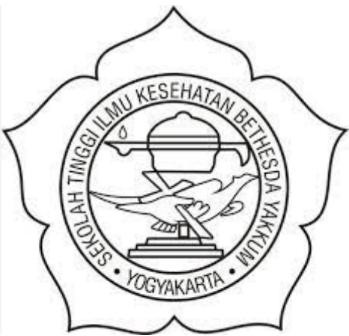 SEKOLAH TINGGI ILMU KESEHATAN BETHESDA YAKKUM
YOGYAKARTA